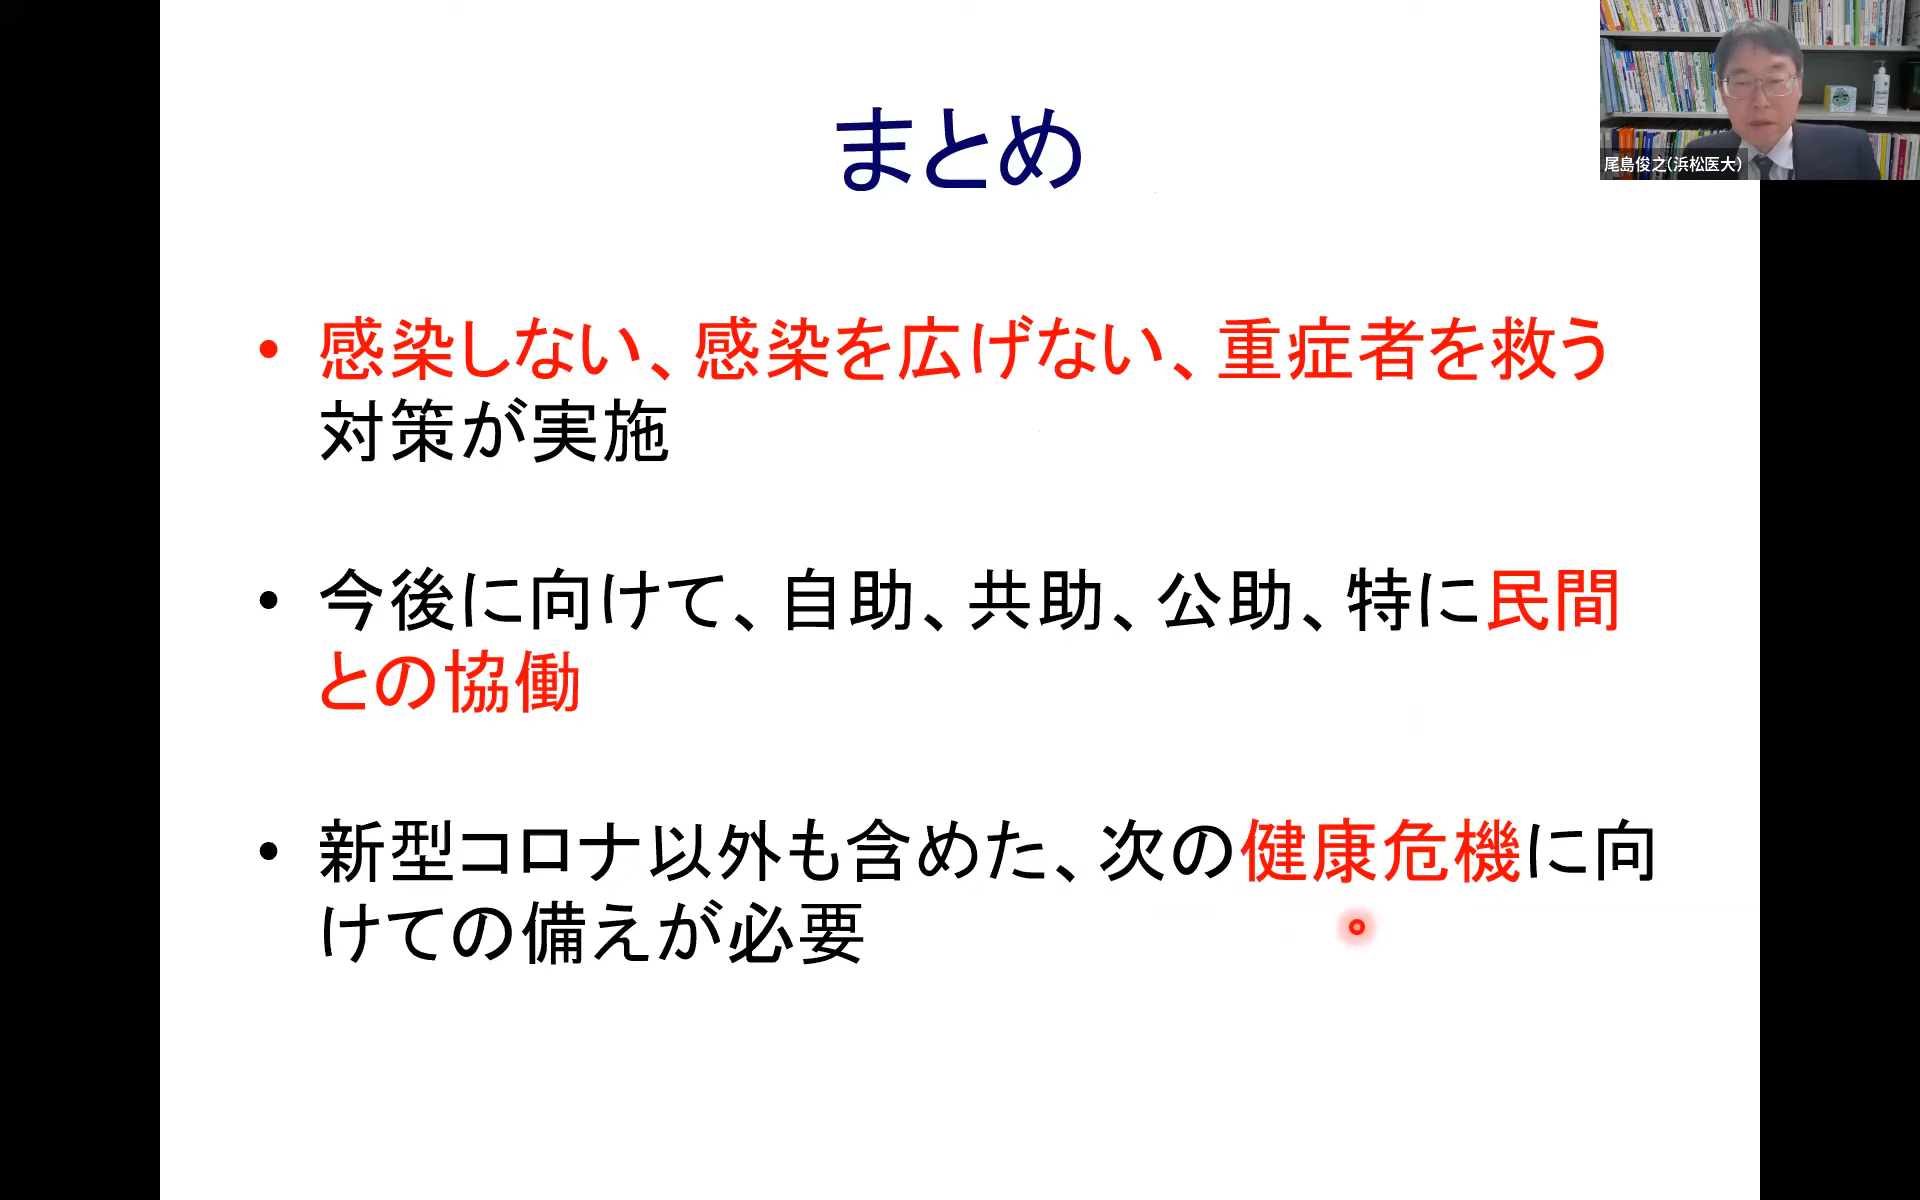 まとめ
尾島俊之(浜松医大)
• 感染しない、感染を広げない、重症者を救う
対策が実施
• 今後に向けて、自助、共助、公助、特に民間
との協働
• 新型コロナ以外も含めた、次の健康危機に向
けての備えが必要